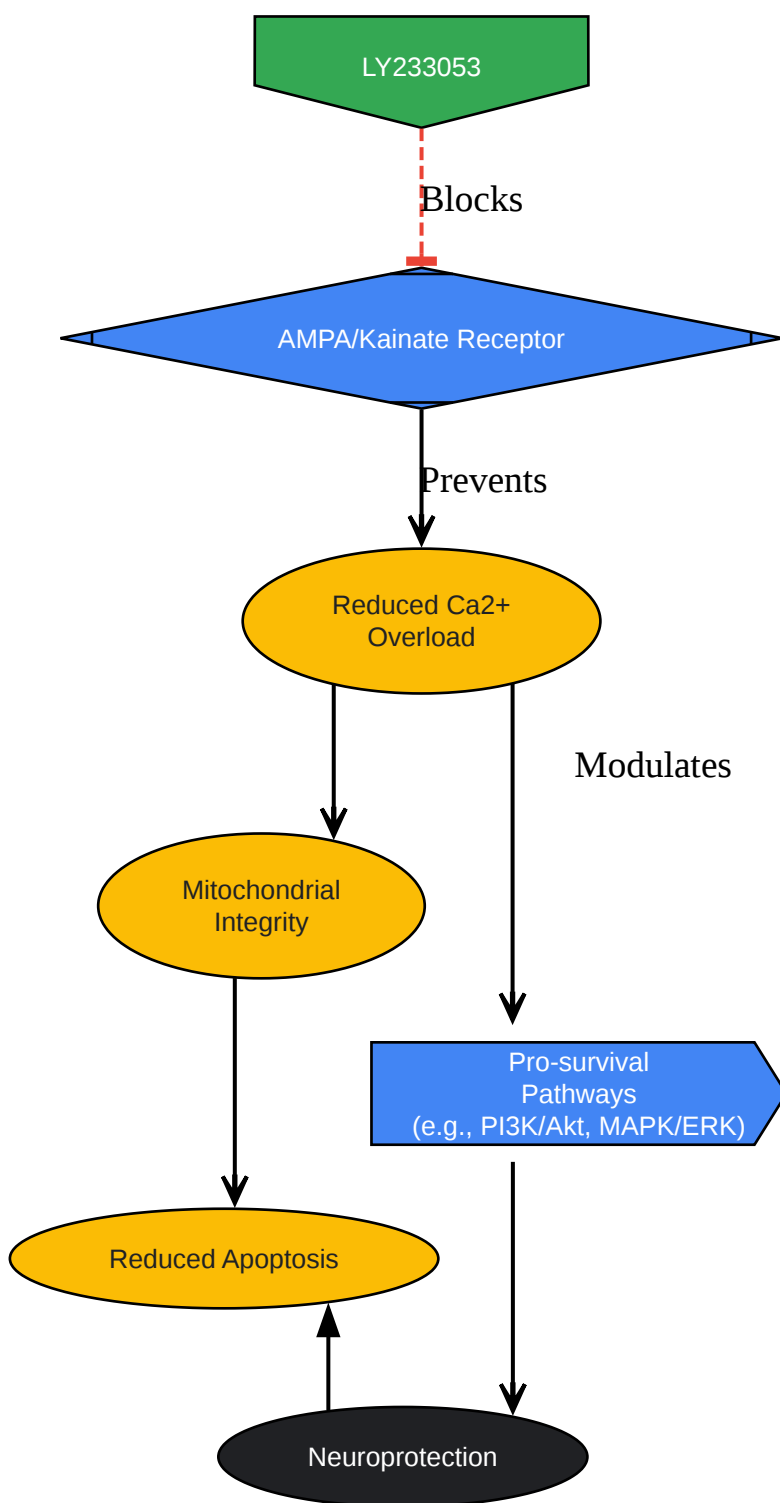 LY233053
Blocks
AMPA/Kainate Receptor
Prevents
Reduced Ca2+
Overload
Modulates
Mitochondrial
Integrity
Pro-survival
Pathways
(e.g., PI3K/Akt, MAPK/ERK)
Reduced Apoptosis
Neuroprotection